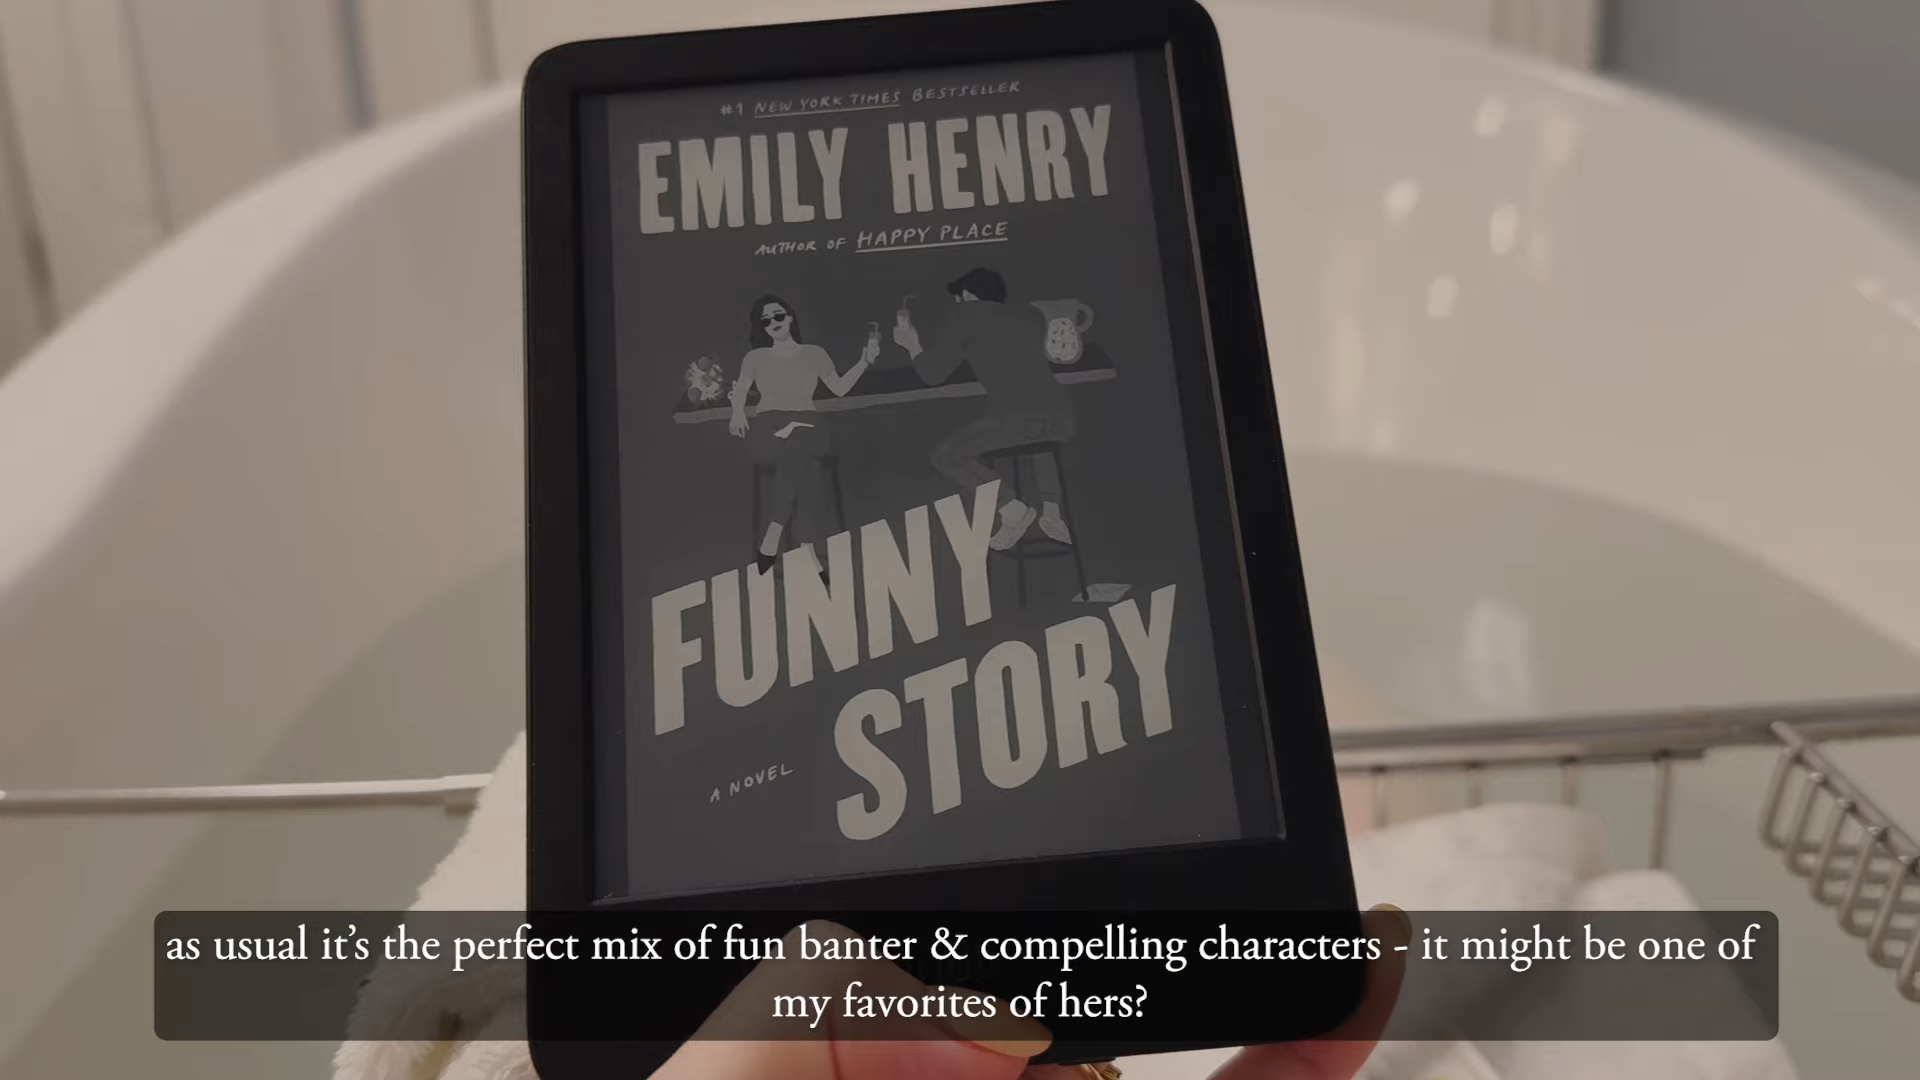 #1 NEW YORK TIMES BESTSELLER
EMILY HENRY
AUTHOR OF HAPPY PLACE
FUNNY
STORY
A NOVEL
as usual it’s the perfect mix of fun banter & compelling characters - it might be one of
my favorites of hers?